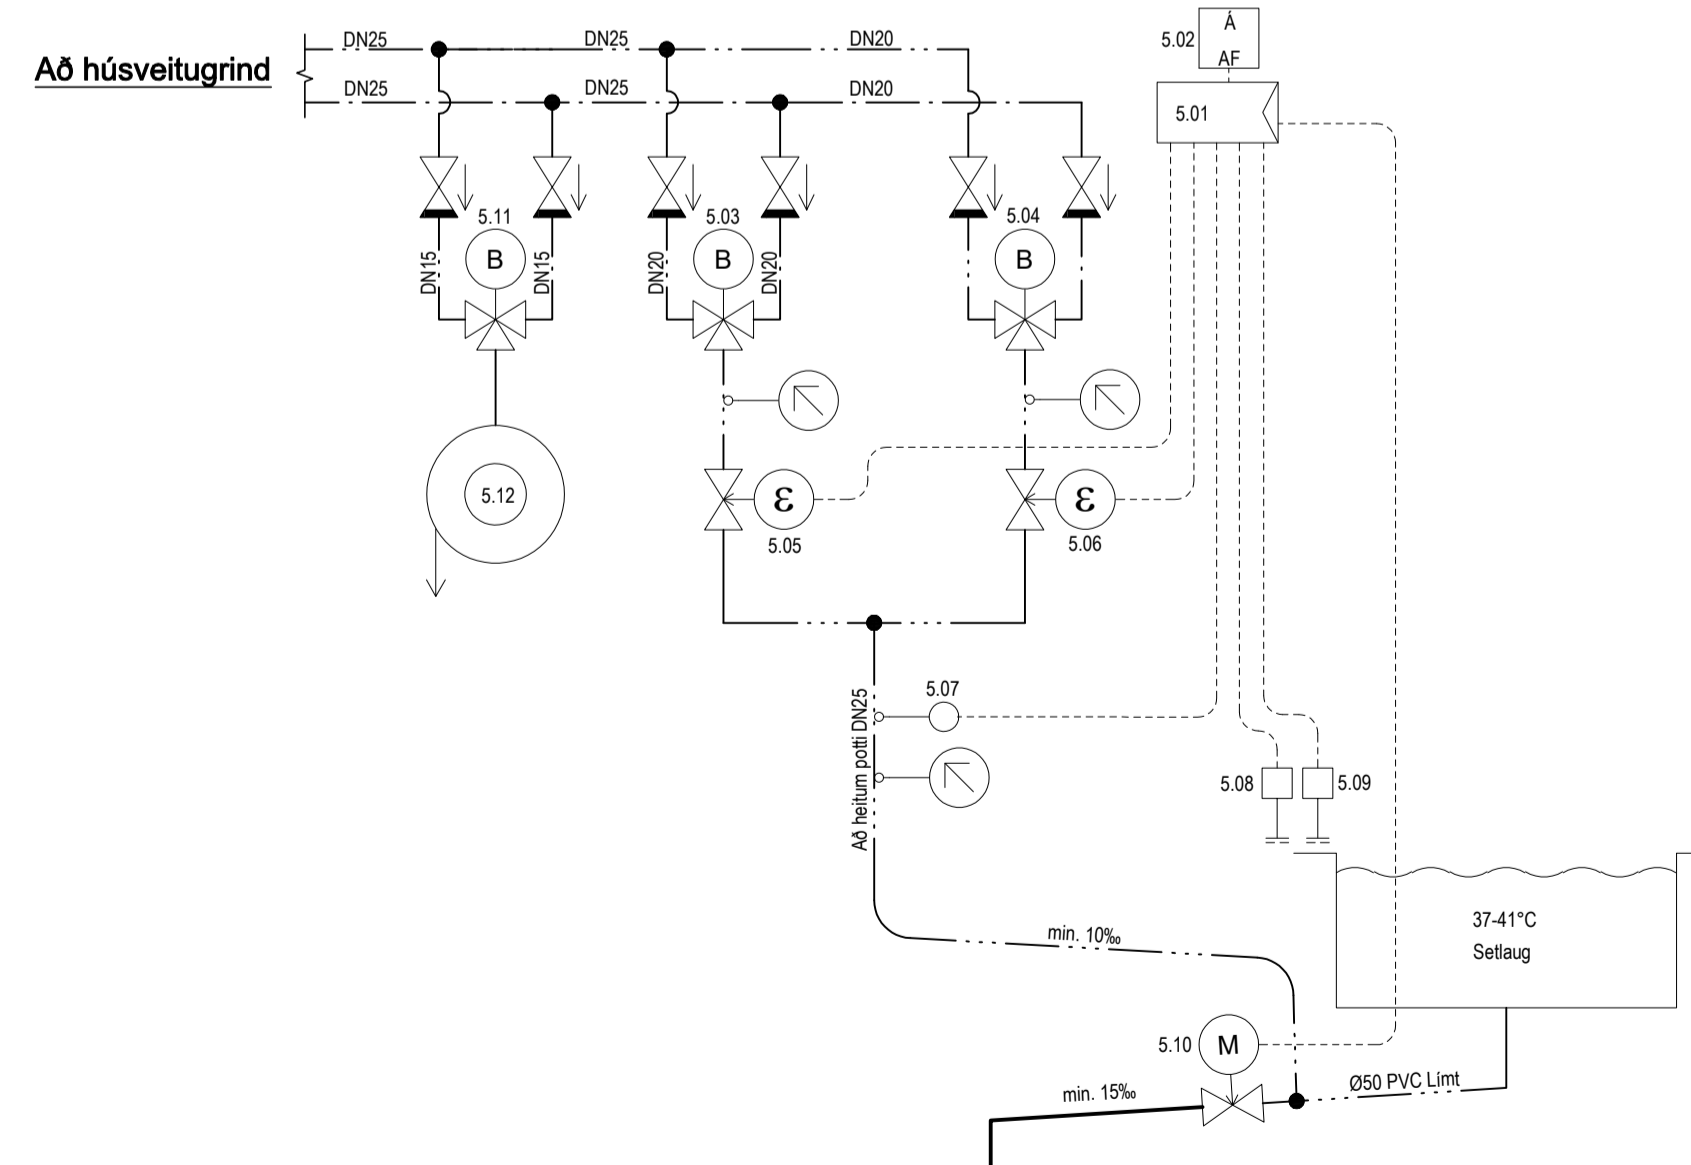 Á
5.02
AF
DN25
DN25
DN20
Að húsveitugrind
DN25
DN25
DN20
5.01
5.11
5.03
5.04
B
B
B
DN15
DN15
DN20
DN20
5.12
ε
ε
5.05
5.06
5.07
Að heitum potti DN25
5.08
5.09
37-41°C
Setlaug
min. 10‰
5.10
M
Ø50 PVC Límt
min. 15‰